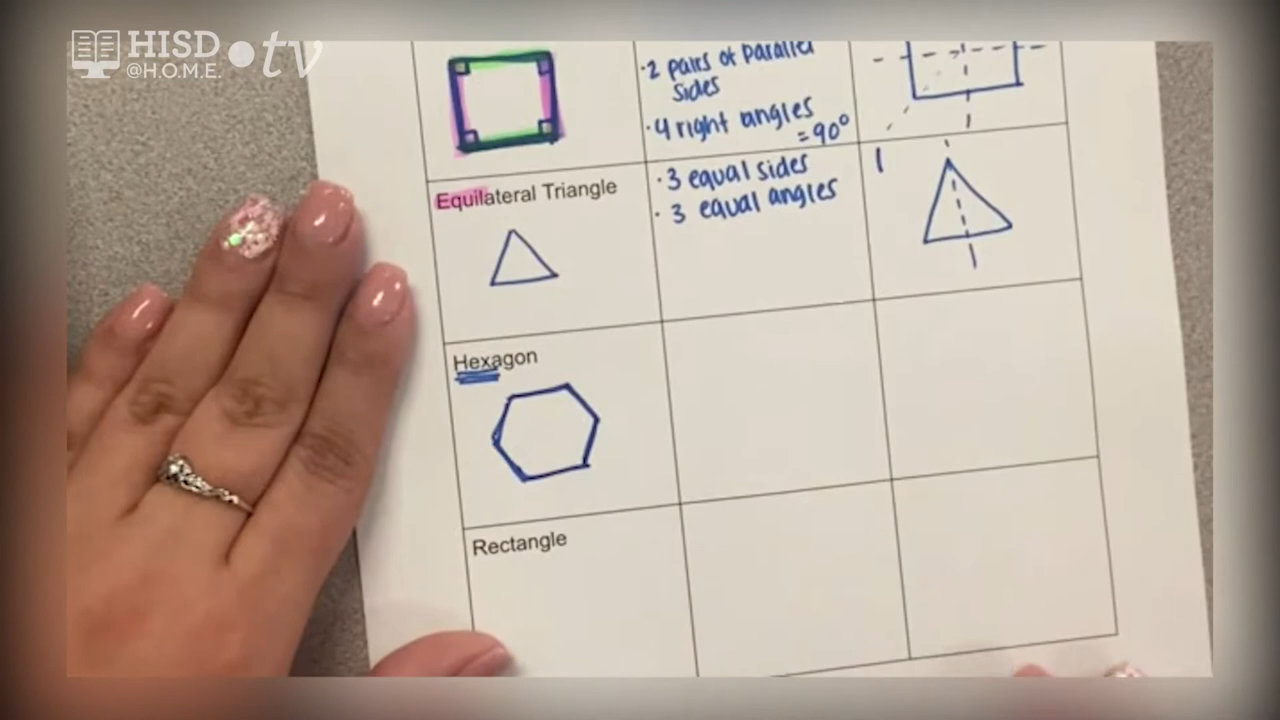 HISD
@H.O.M.E.
tv
·2 pairs of parallel
sides
·4 right angles
=90°
Equilateral Triangle
·3 equal sides
· 3 equal angles
1
Hexagon
Rectangle